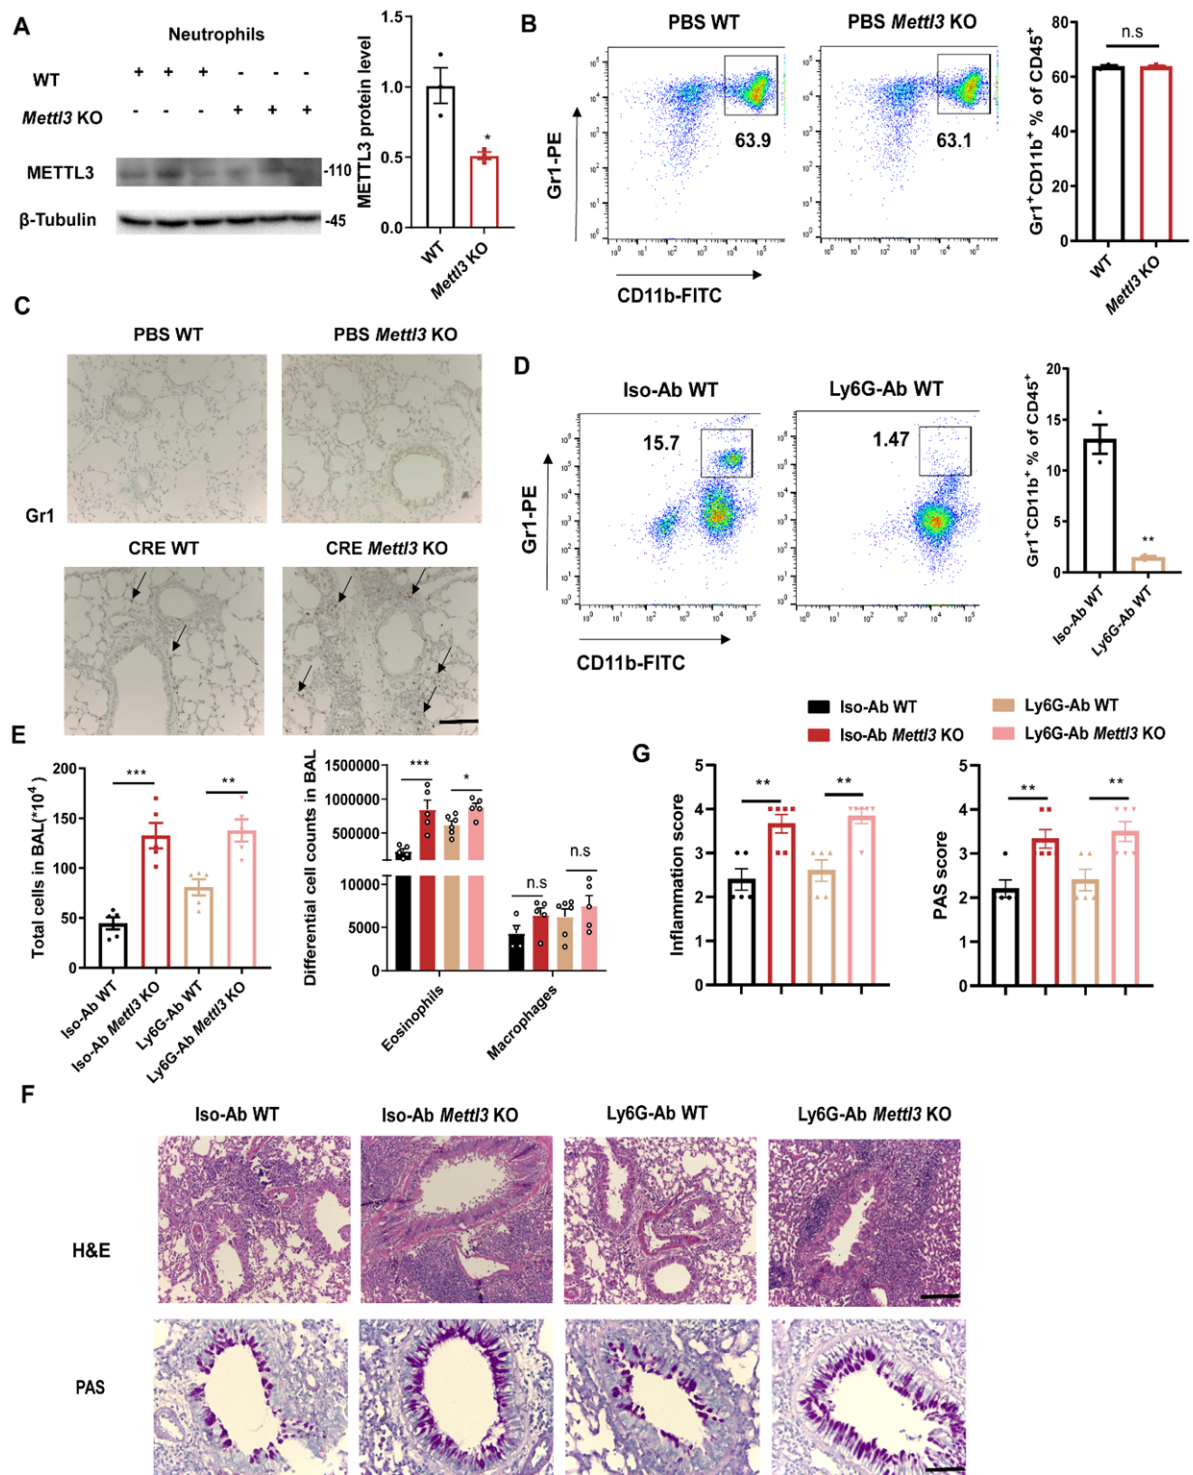 A
Neutrophils
WT + + + - - -
Mettl3 KO - - - + + +
METTL3 -110
β-Tubulin -45
METTL3 protein level
1.5
1.0
0.5
0.0
*
WT
Mettl3 KO
B
PBS WT
PBS Mettl3 KO
63.9
63.1
Gr1-PE
CD11b-FITC
Gr1+CD11b+ % of CD45+
80
60
40
20
0
n.s
WT
Mettl3 KO
C
PBS WT
PBS Mettl3 KO
Gr1
CRE WT
CRE Mettl3 KO
D
Iso-Ab WT
Ly6G-Ab WT
15.7
1.47
Gr1-PE
CD11b-FITC
Gr1+CD11b+ % of CD45+
20
15
10
5
0
**
Iso-Ab WT
Ly6G-Ab WT
Iso-Ab WT
Ly6G-Ab WT
Iso-Ab Mettl3 KO
Ly6G-Ab Mettl3 KO
E
Total cells in BAL(*10⁴)
200
150
100
50
0
***
**
Iso-Ab WT
Iso-Ab Mettl3 KO
Ly6G-Ab WT
Ly6G-Ab Mettl3 KO
Differential cell counts in BAL
1500000
1000000
500000
10000
5000
0
***
*
n.s
n.s
Eosinophils
Macrophages
G
Inflammation score
5
4
3
2
1
0
**
**
PAS score
5
4
3
2
1
0
**
**
F
Iso-Ab WT
Iso-Ab Mettl3 KO
Ly6G-Ab WT
Ly6G-Ab Mettl3 KO
H&E
PAS